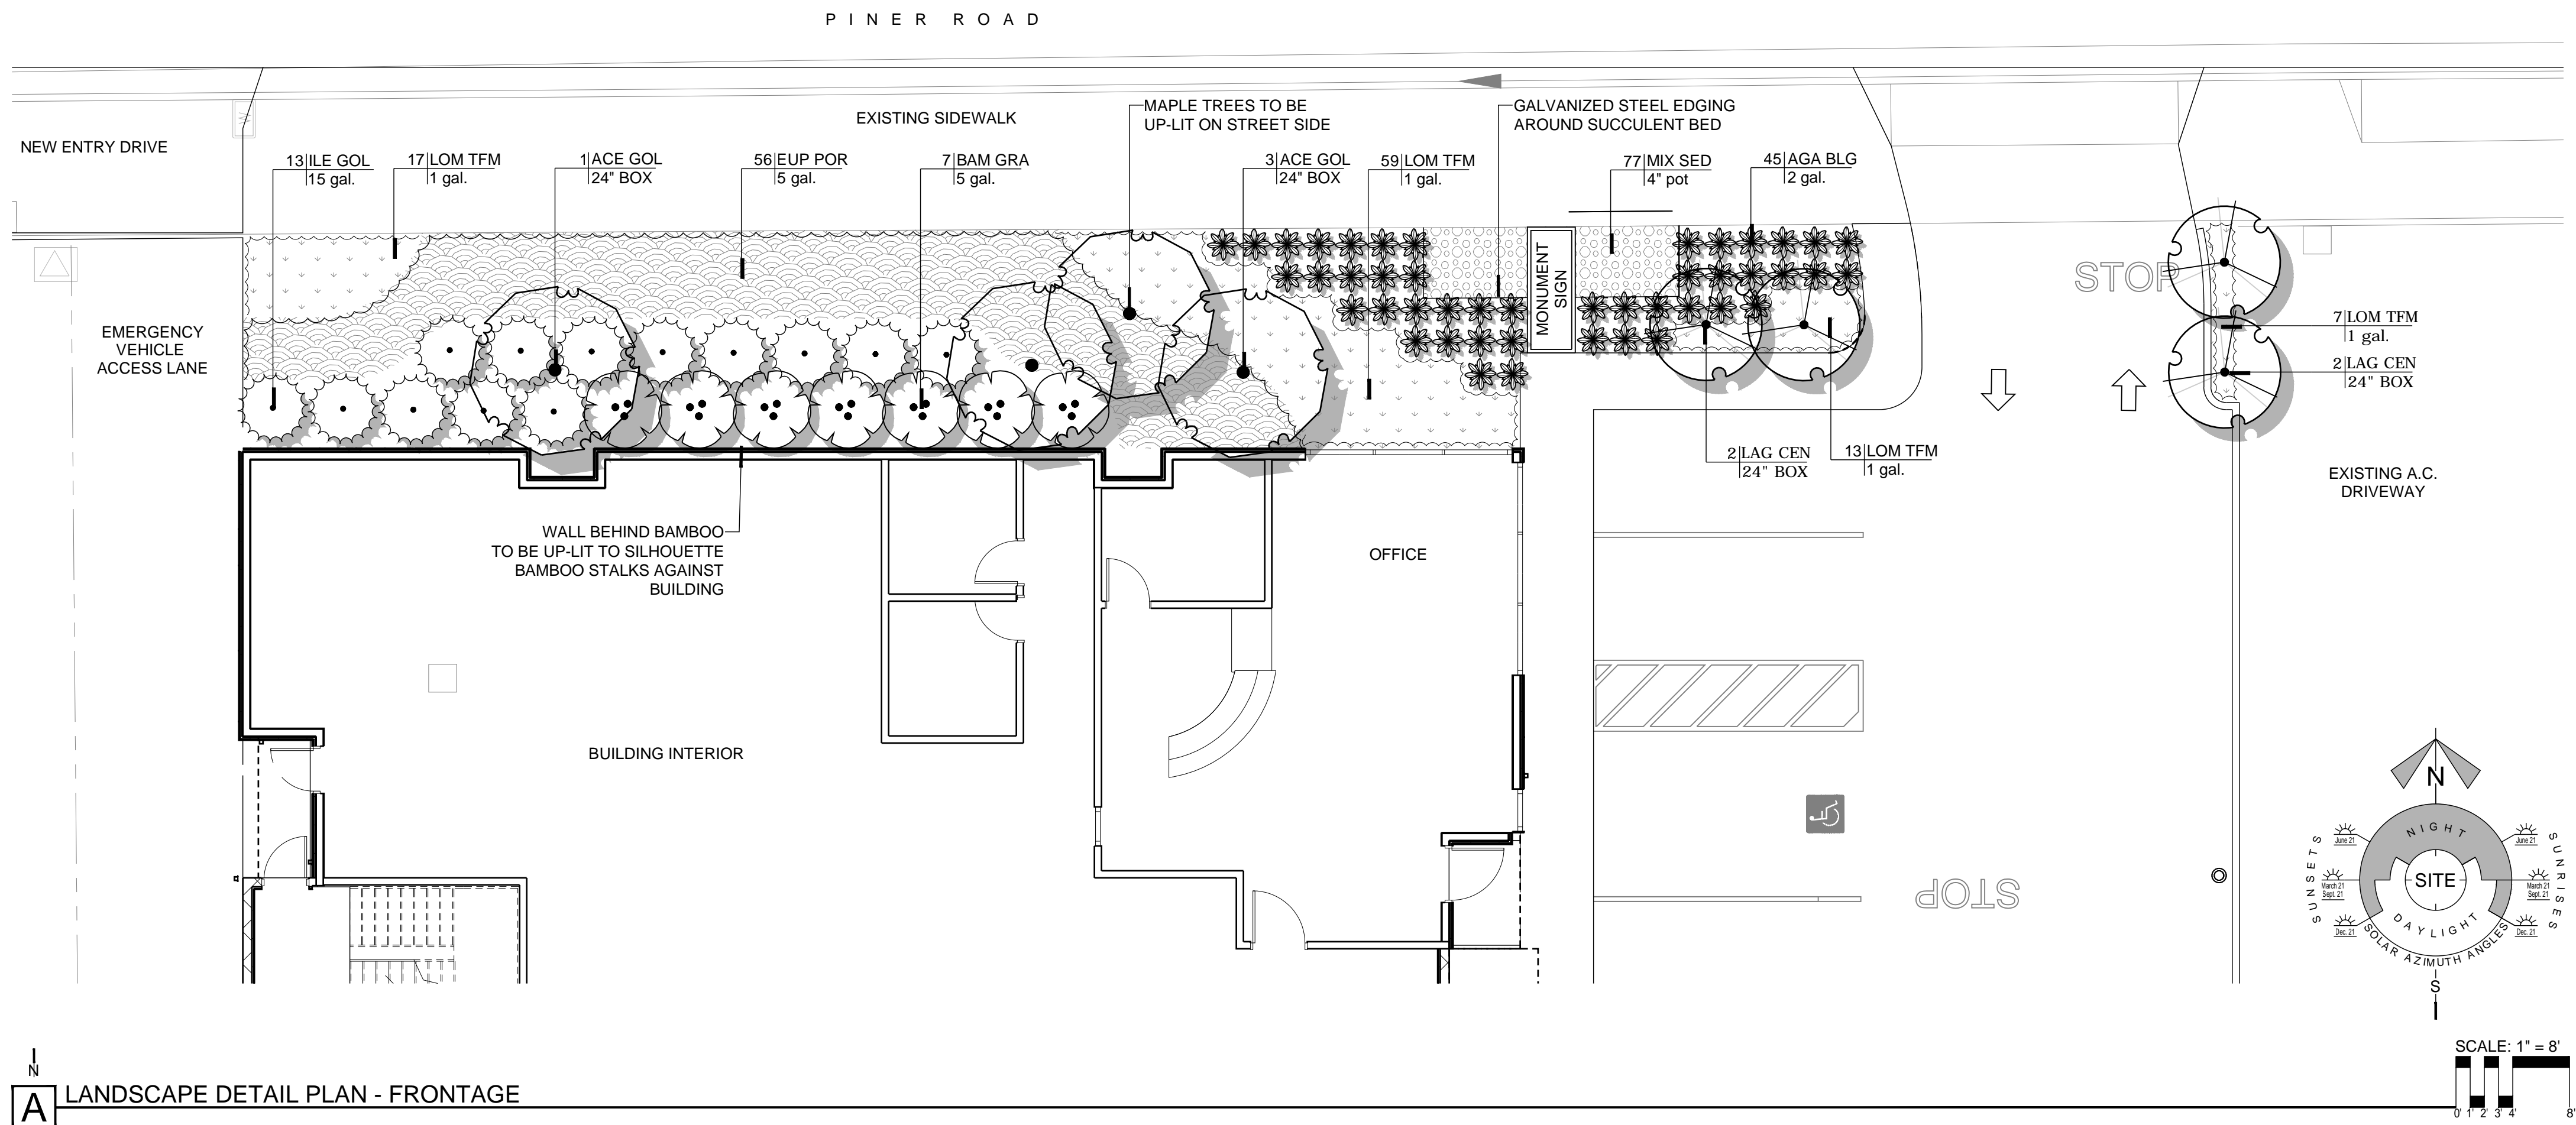 PINER ROAD
MAPLE TREES TO BE
UP-LIT ON STREET SIDE
GALVANIZED STEEL EDGING
AROUND SUCCULENT BED
EXISTING SIDEWALK
NEW ENTRY DRIVE
13 ILE GOL
15 gal.
17 LOM TFM
1 gal.
1 ACE GOL
24" BOX
56 EUP POR
5 gal.
7 BAM GRA
5 gal.
3 ACE GOL
24" BOX
59 LOM TFM
1 gal.
77 MIX SED
4" pot
45 AGA BLG
2 gal.
MONUMENT
SIGN
STOP
EMERGENCY
VEHICLE
ACCESS LANE
7 LOM TFM
1 gal.
2 LAG CEN
24" BOX
2 LAG CEN
24" BOX
13 LOM TFM
1 gal.
EXISTING A.C.
DRIVEWAY
WALL BEHIND BAMBOO
TO BE UP-LIT TO SILHOUETTE
BAMBOO STALKS AGAINST
BUILDING
OFFICE
BUILDING INTERIOR
STOP
N
NIGHT
SITE
DAYLIGHT
SOLAR AZIMUTH ANGLES
SUNSETS
June 21
March 21
Sept. 21
Dec. 21
SUNRISES
June 21
March 21
Sept. 21
Dec. 21
S
N
A
LANDSCAPE DETAIL PLAN - FRONTAGE
SCALE: 1" = 8'
0' 1' 2' 3' 4' 8'